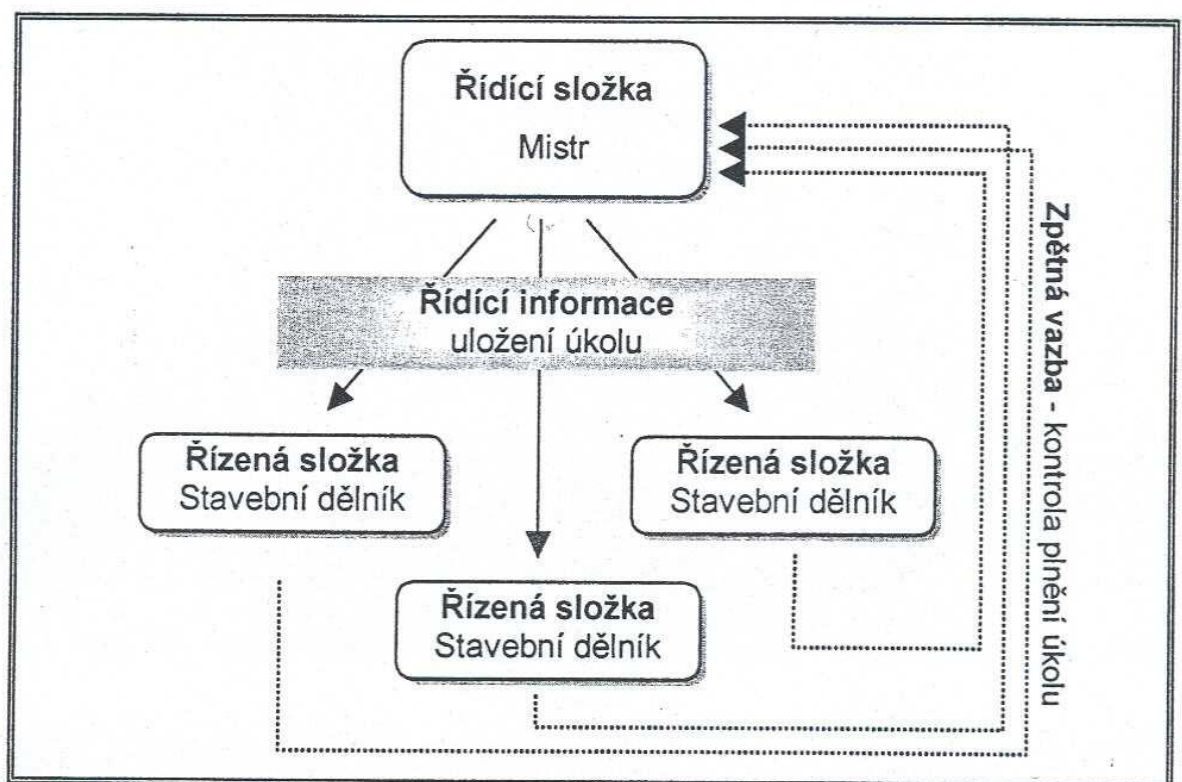 Řídící složka
Mistr
Řídící informace
uložení úkolu
Řízená složka
Stavební dělník
Řízená složka
Stavební dělník
Řízená složka
Stavební dělník
Zpětná vazba - kontrola plnění úkolu